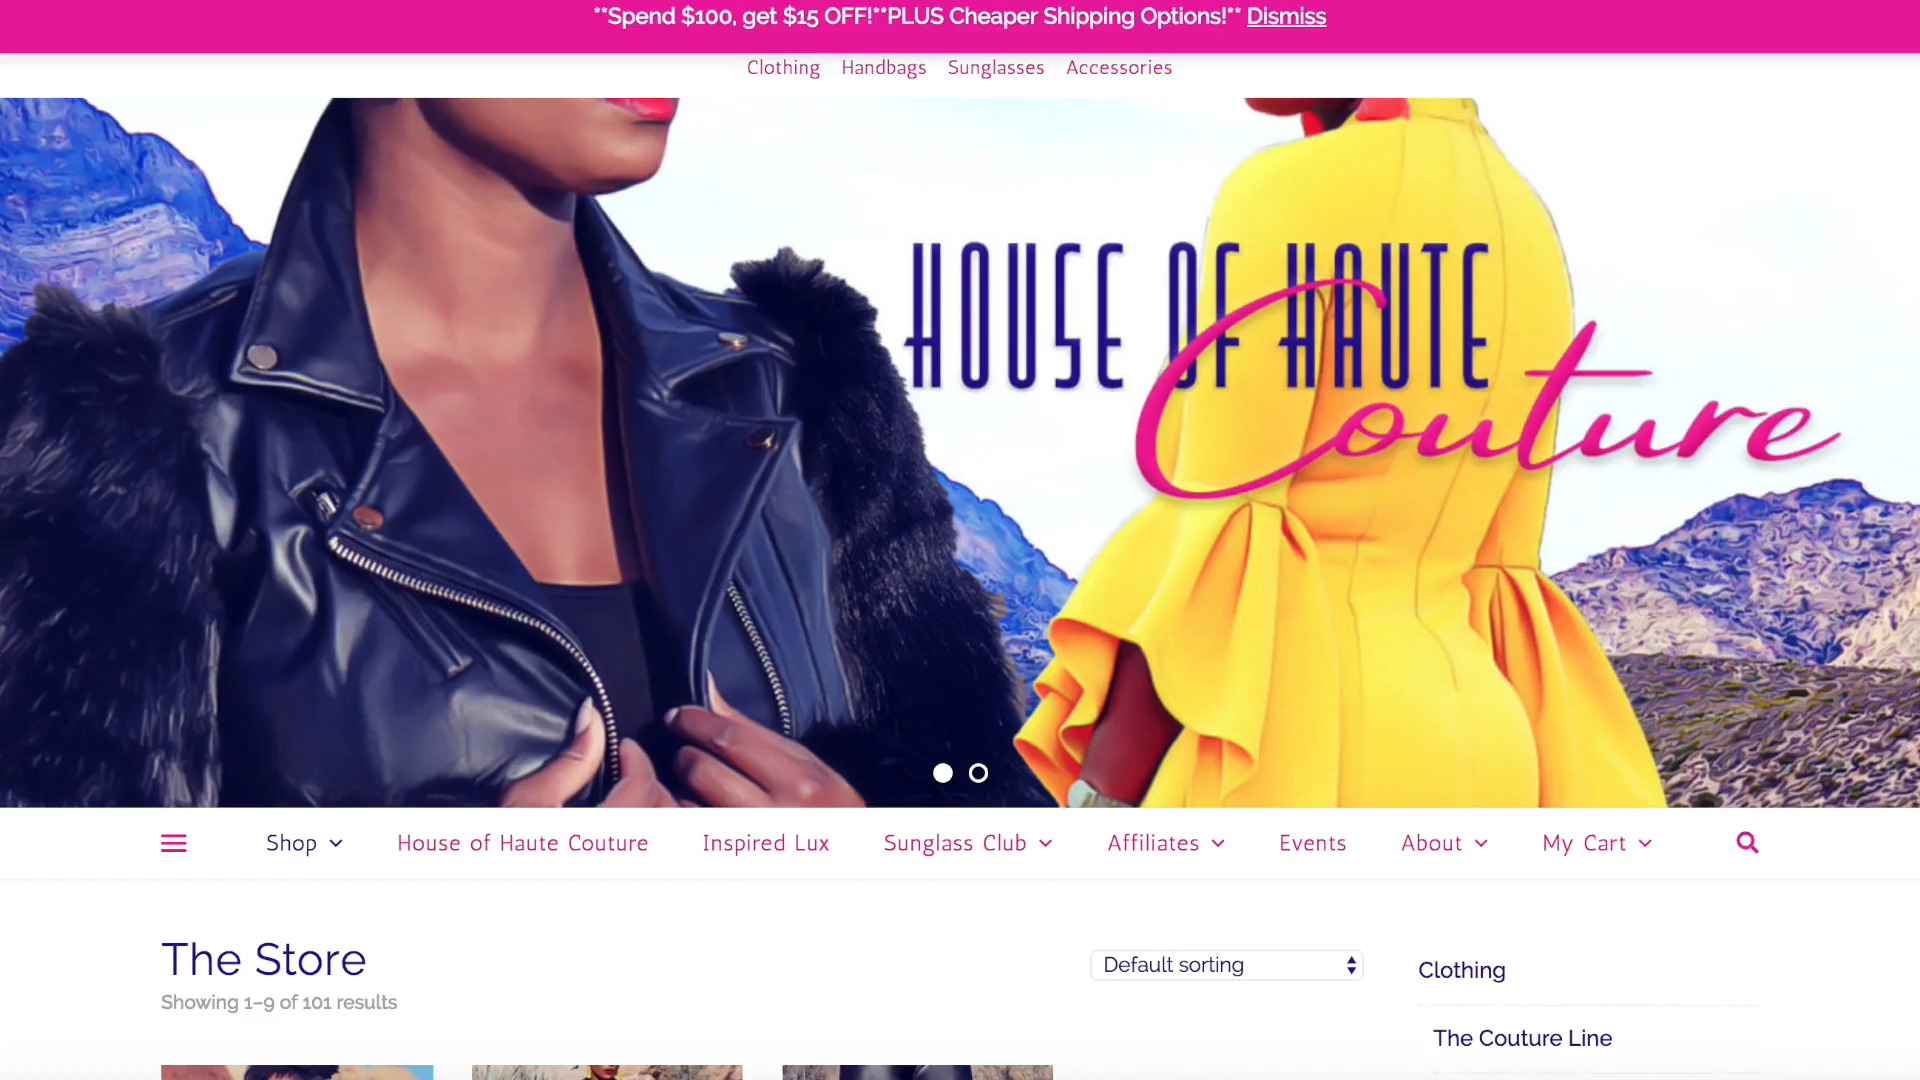 **Spend $100, get $15 OFF!**PLUS Cheaper Shipping Options!** Dismiss
Clothing Handbags Sunglasses Accessories
HOUSE OF HAUTE
Couture
Shop House of Haute Couture Inspired Lux Sunglass Club Affiliates Events About My Cart
The Store
Default sorting
Clothing
Showing 1–9 of 101 results
The Couture Line